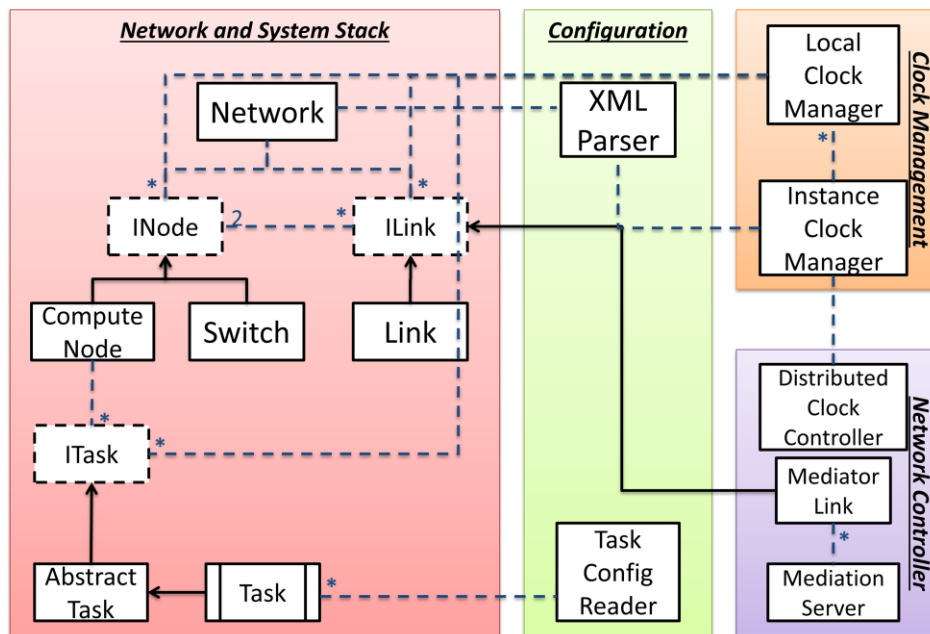 Network and System Stack
Configuration
Clock Management
Local
Clock
Manager
Network
XML
Parser
*
*
*
INode
2
*
ILink
Instance
Clock
Manager
Compute
Node
Switch
Link
Network Controller
Distributed
Clock
Controller
*
*
ITask
Mediator
Link
*
Abstract
Task
Task
*
Task
Config
Reader
Mediation
Server